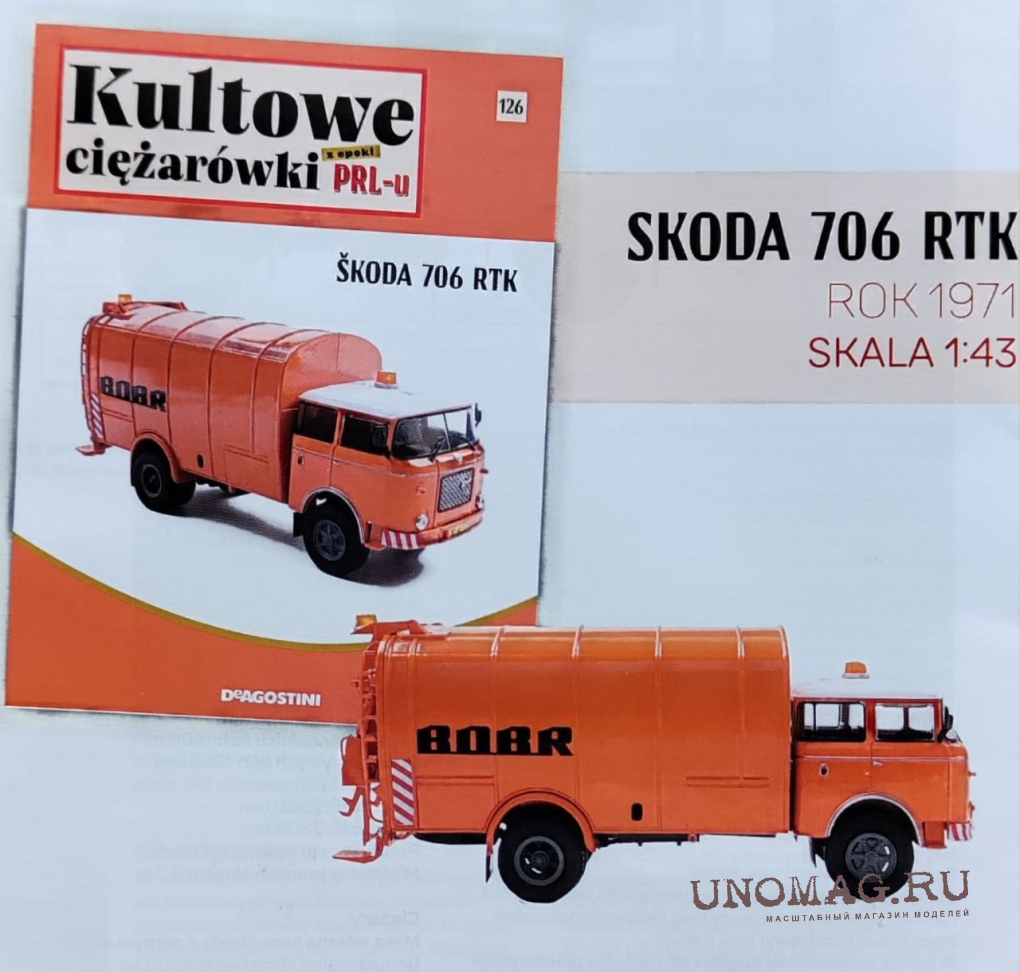 Kultowe
126
ciężarówki z epoki PRL-u
ŠKODA 706 RTK
SKODA 706 RTK
ROK 1971
SKALA 1:43
BOBR
DeAGOSTINI
BOBR
UNOMAG.RU
МАСШТАБНЫЙ МАГАЗИН МОДЕЛЕЙ